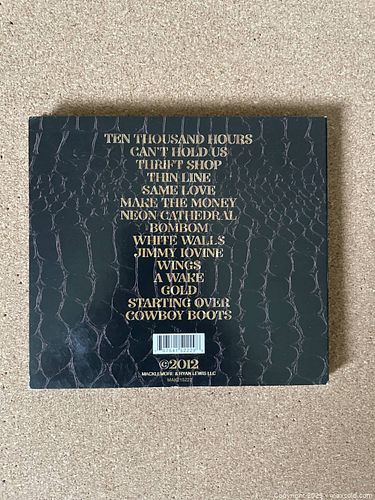 TEN THOUSAND HOURS
CAN'T HOLD US
THRIFT SHOP
THIN LINE
SAME LOVE
MAKE THE MONEY
NEON CATHEDRAL
BOMBOM
WHITE WALLS
JIMMY IOVINE
WINGS
A WAKE
GOLD
STARTING OVER
COWBOY BOOTS
©2012
MACKLEMORE & RYAN LEWIS LLC